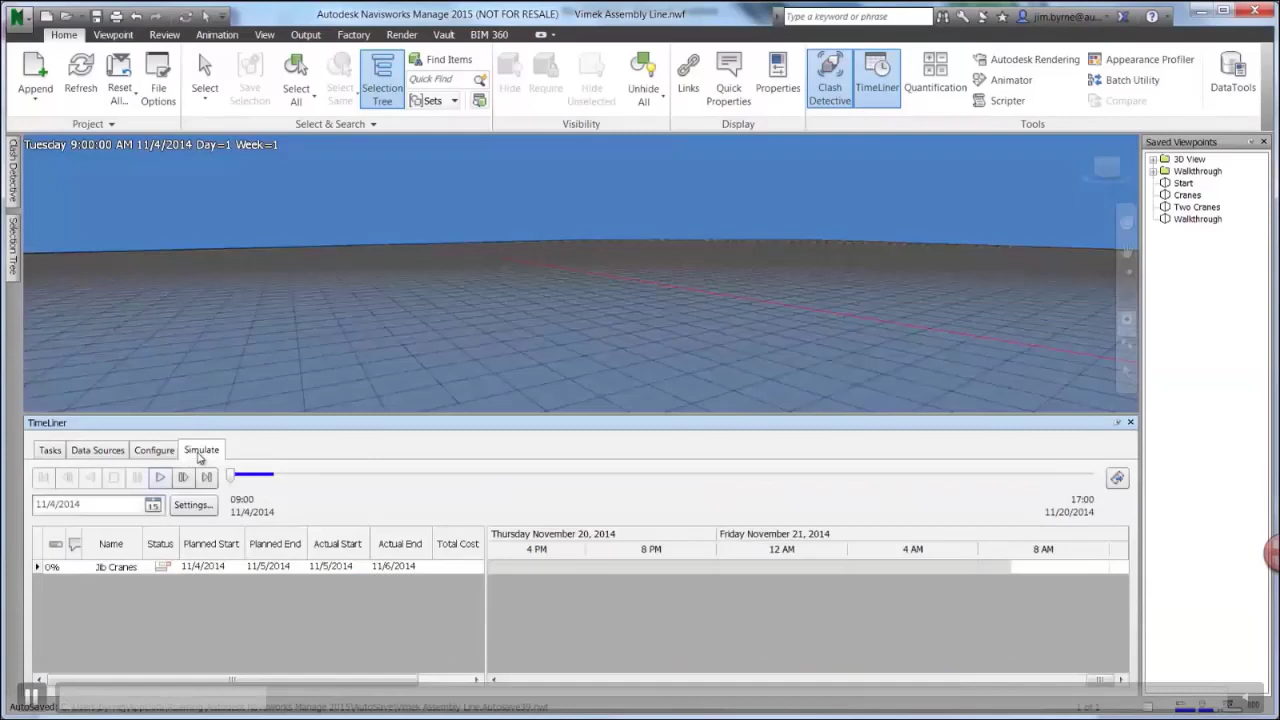 Autodesk Navisworks Manage 2015 (NOT FOR RESALE) Vimek Assembly Line.nwf
Type a keyword or phrase
jim.byrne@au...
Home Viewpoint Review Animation View Output Factory Render Vault BIM 360
Append Refresh Reset All... File Options
Select Save Selection Select All Select Same Selection Tree
Find Items
Quick Find
Sets
Hide Require Hide Unselected Unhide All
Links Quick Properties Properties
Clash Detective TimeLiner Quantification
Autodesk Rendering Appearance Profiler
Animator Batch Utility
Scripter Compare
DataTools
Project Select & Search Visibility Display Tools
Clash Detective
Selection Tree
Tuesday 9:00:00 AM 11/4/2014 Day=1 Week=1
Saved Viewpoints
3D View
Walkthrough
Start
Cranes
Two Cranes
Walkthrough
TimeLiner
Tasks Data Sources Configure Simulate
11/4/2014 15 Settings...
09:00 17:00
11/4/2014 11/20/2014
Name Status Planned Start Planned End Actual Start Actual End Total Cost
Thursday November 20, 2014 Friday November 21, 2014
4 PM 8 PM 12 AM 4 AM 8 AM
0% Jib Cranes 11/4/2014 11/5/2014 11/5/2014 11/6/2014
1 of 1